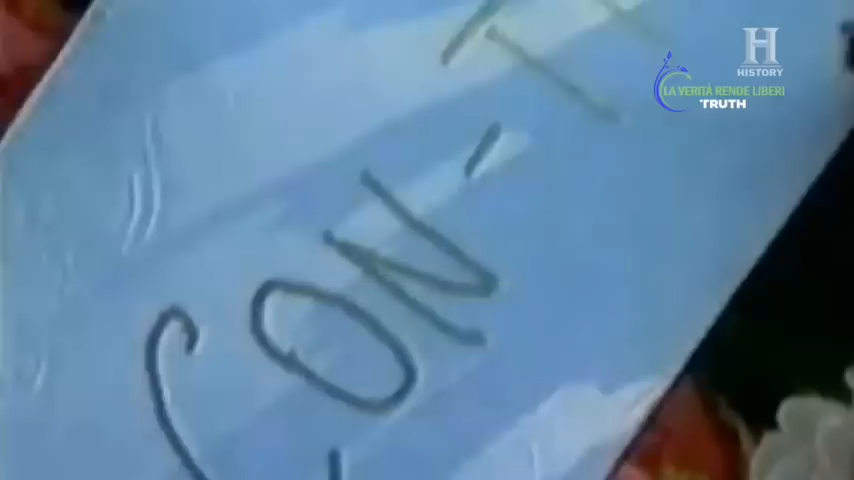 CON-T
H
HISTORY
LA VERITÀ RENDE LIBERI
TRUTH